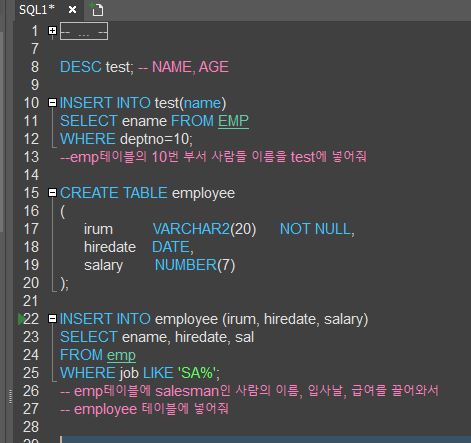 SQL1*
1 -- ... --
7
8 DESC test; -- NAME, AGE
9
10 INSERT INTO test(name)
11 SELECT ename FROM EMP
12 WHERE deptno=10;
13 --emp테이블의 10번 부서 사람들 이름을 test에 넣어줘
14
15 CREATE TABLE employee
16 (
17 irum VARCHAR2(20) NOT NULL,
18 hiredate DATE,
19 salary NUMBER(7)
20 );
21
22 INSERT INTO employee (irum, hiredate, salary)
23 SELECT ename, hiredate, sal
24 FROM emp
25 WHERE job LIKE 'SA%';
26 -- emp테이블에 salesman인 사람의 이름, 입사날, 급여를 끌어와서
27 -- employee 테이블에 넣어줘
28